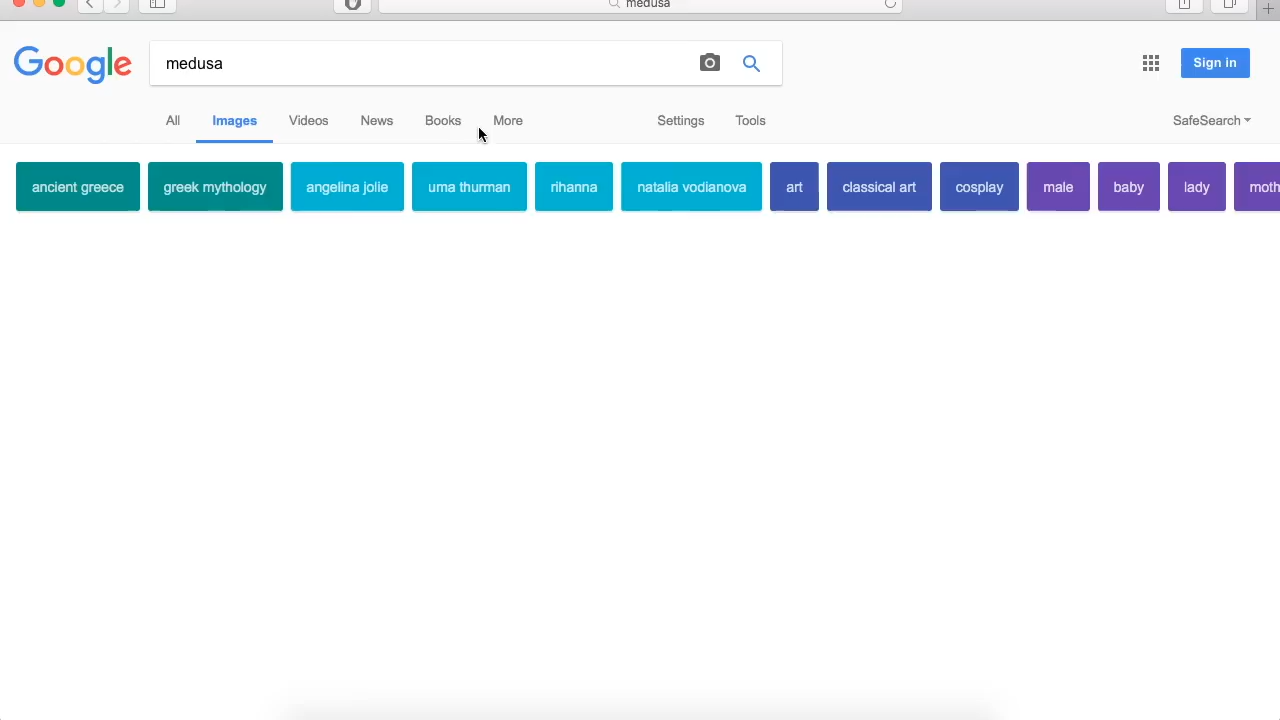 medusa
Google
medusa
Sign in
All Images Videos News Books More Settings Tools SafeSearch
ancient greece greek mythology angelina jolie uma thurman rihanna natalia vodianova art classical art cosplay male baby lady moth